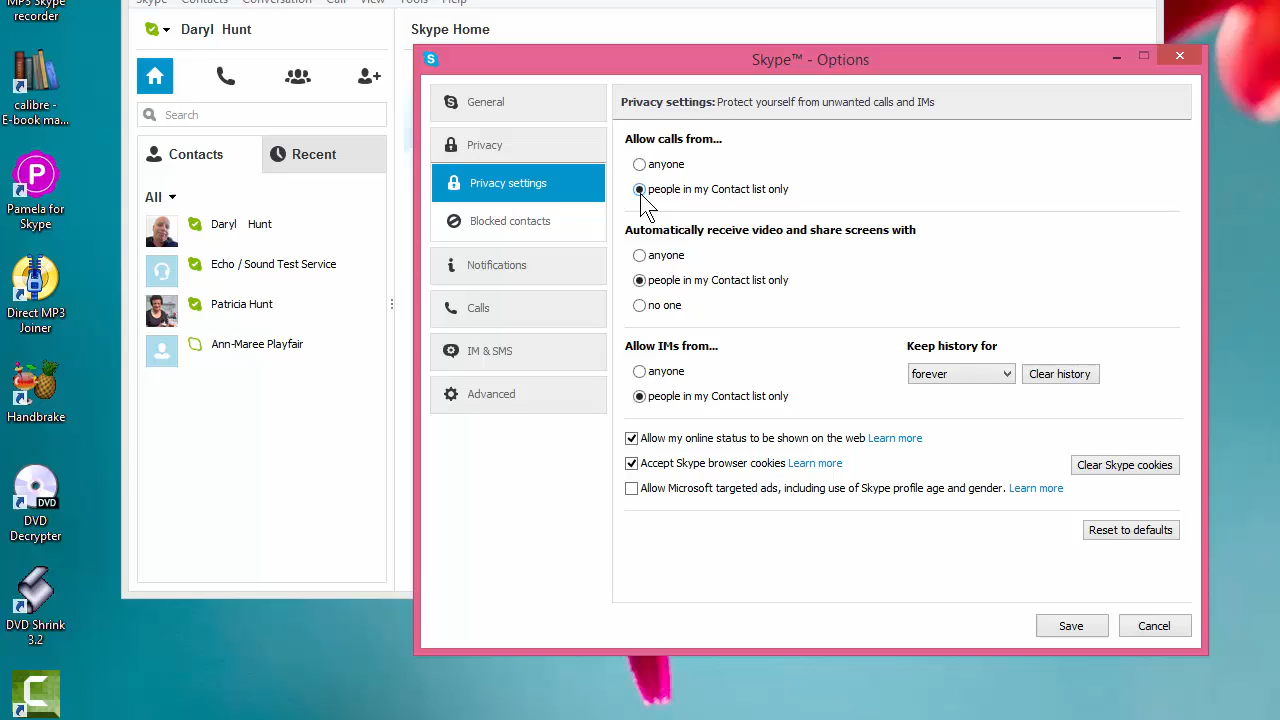 MP3 Skype
recorder
calibre -
E-book ma...
Pamela for
Skype
Direct MP3
Joiner
Handbrake
DVD
DVD
Decrypter
DVD Shrink
3.2
Skype Contacts Conversation Call View Tools Help
Daryl Hunt
Skype Home
Search
Contacts
Recent
All
Daryl Hunt
Echo / Sound Test Service
Patricia Hunt
Ann-Maree Playfair
Skype™ - Options
General
Privacy
Privacy settings
Blocked contacts
Notifications
Calls
IM & SMS
Advanced
Privacy settings: Protect yourself from unwanted calls and IMs
Allow calls from...
anyone
people in my Contact list only
Automatically receive video and share screens with
anyone
people in my Contact list only
no one
Allow IMs from...
anyone
people in my Contact list only
Keep history for
forever
Clear history
Allow my online status to be shown on the web Learn more
Accept Skype browser cookies Learn more
Clear Skype cookies
Allow Microsoft targeted ads, including use of Skype profile age and gender. Learn more
Reset to defaults
Save
Cancel